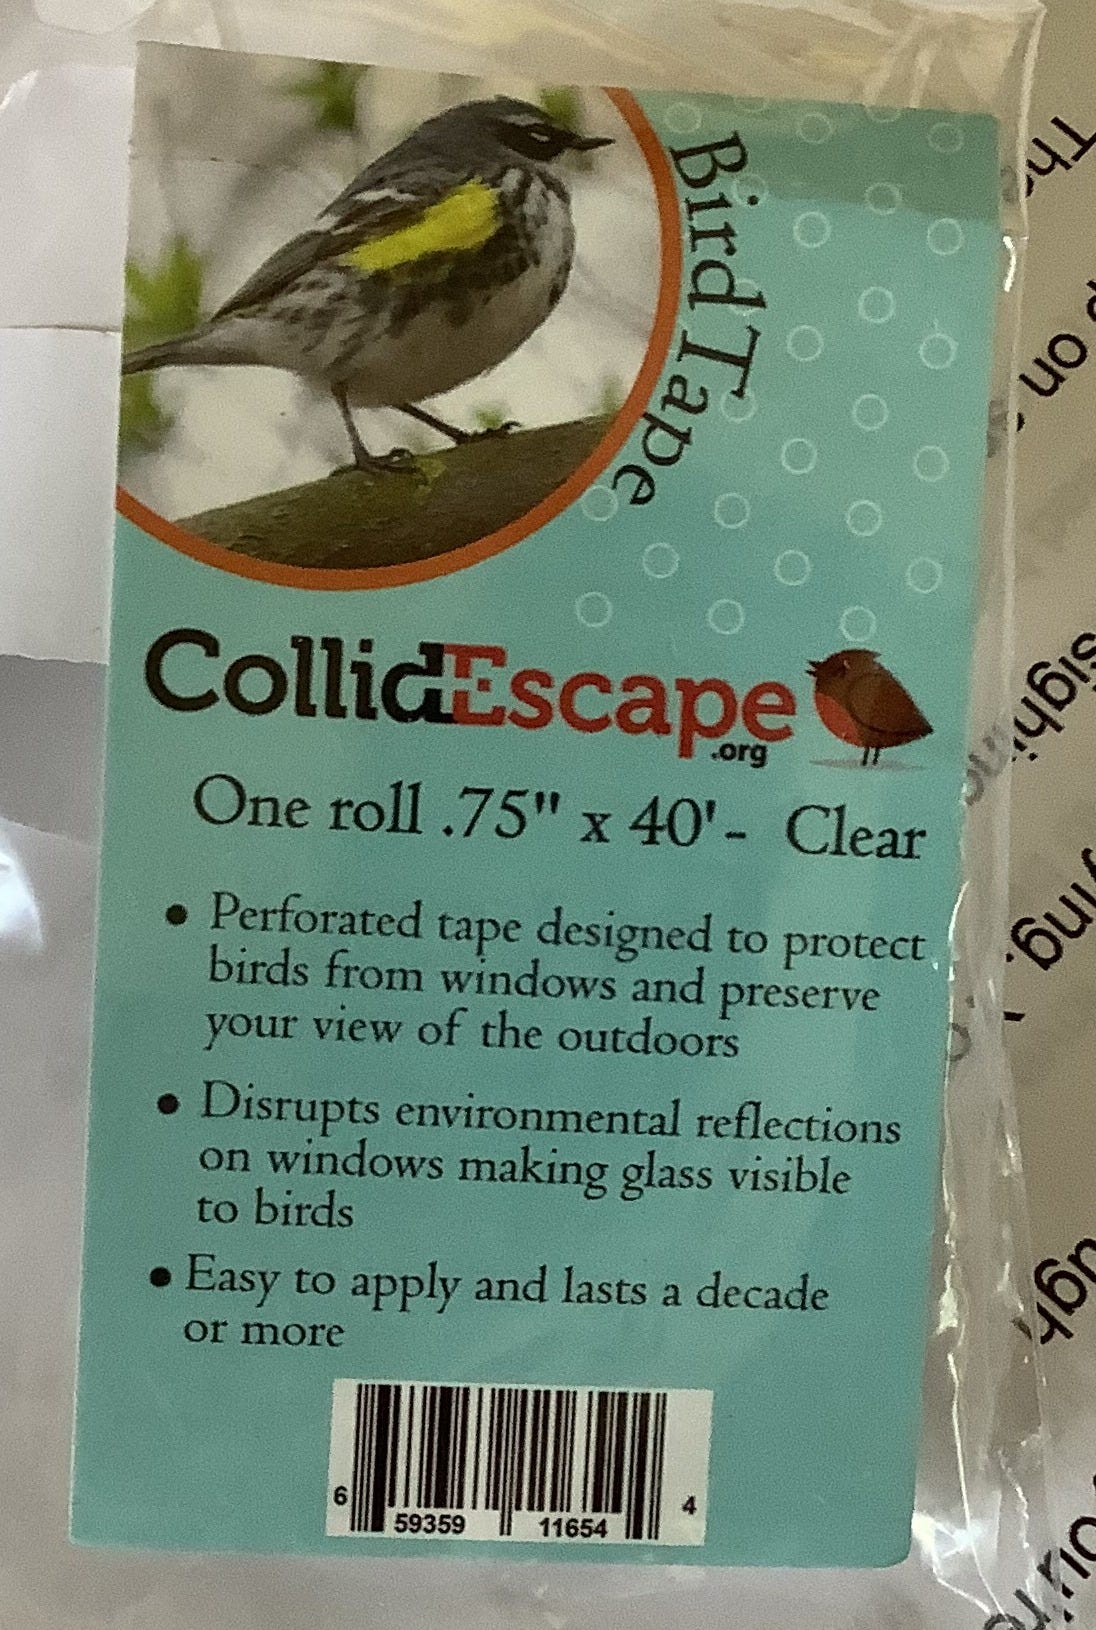 Bird Tape
CollidEscape
.org
One roll .75" x 40' - Clear
• Perforated tape designed to protect
birds from windows and preserve
your view of the outdoors
• Disrupts environmental reflections
on windows making glass visible
to birds
• Easy to apply and lasts a decade
or more
6 59359 11654 4
on